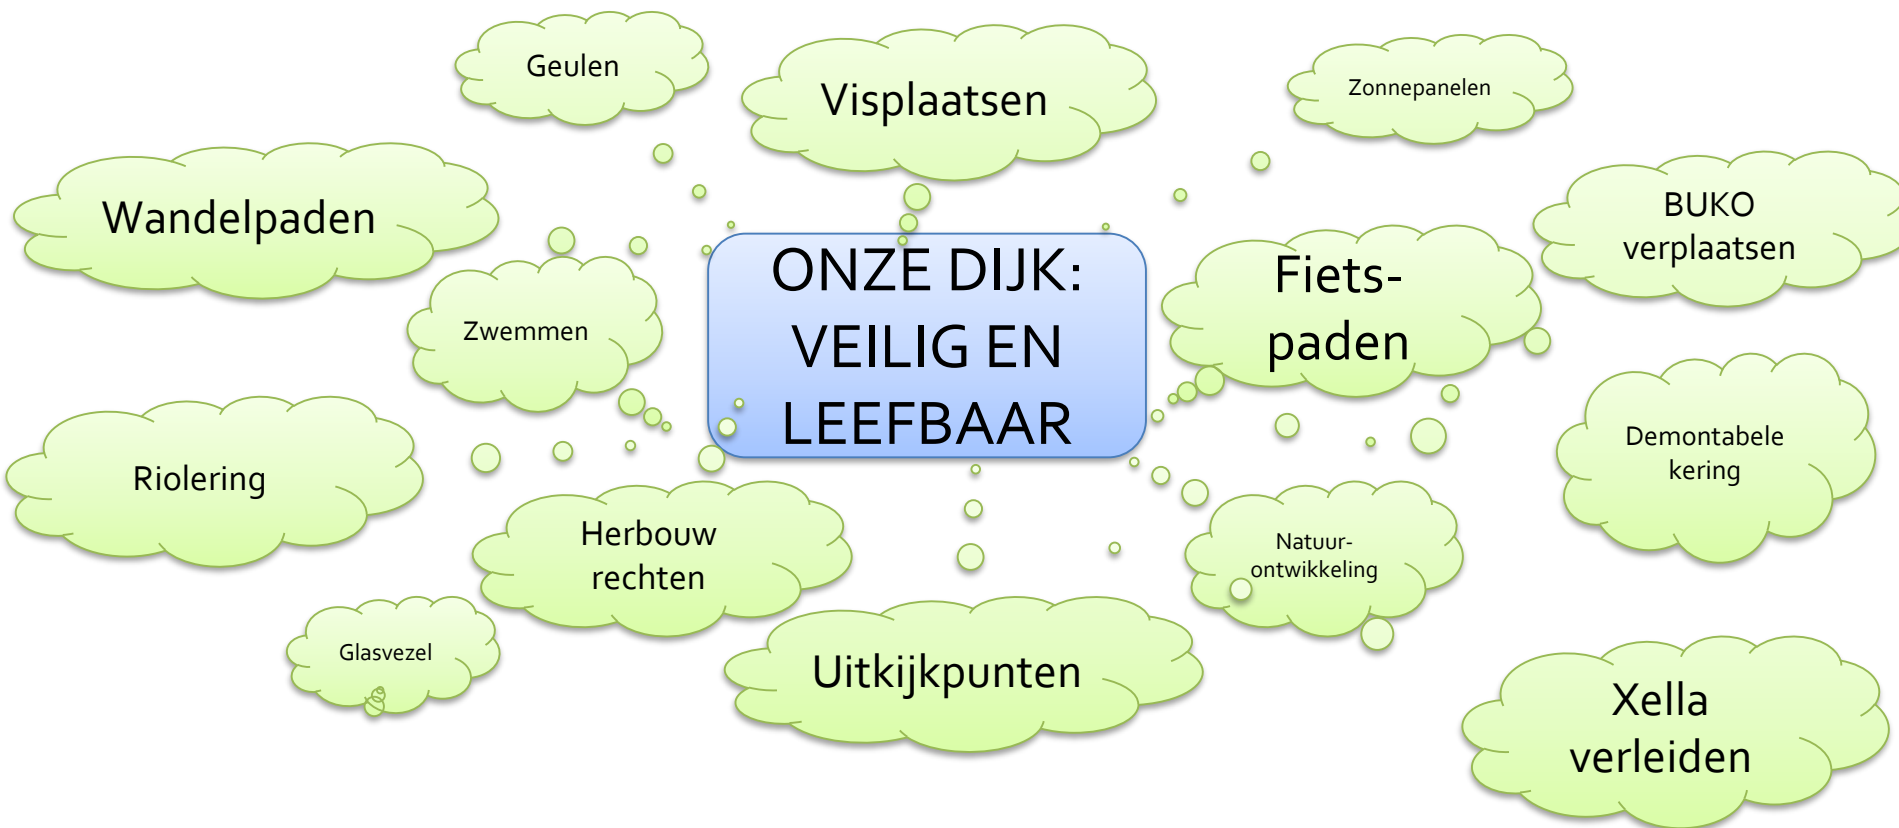 Geulen
Visplaatsen
Zonnepanelen
Wandelpaden
BUKO
verplaatsen
Zwemmen
ONZE DIJK:
VEILIG EN
LEEFBAAR
Fiets-
paden
Riolering
Demontabele
kering
Herbouw
rechten
Natuur-
ontwikkeling
Glasvezel
Uitkijkpunten
Xella
verleiden